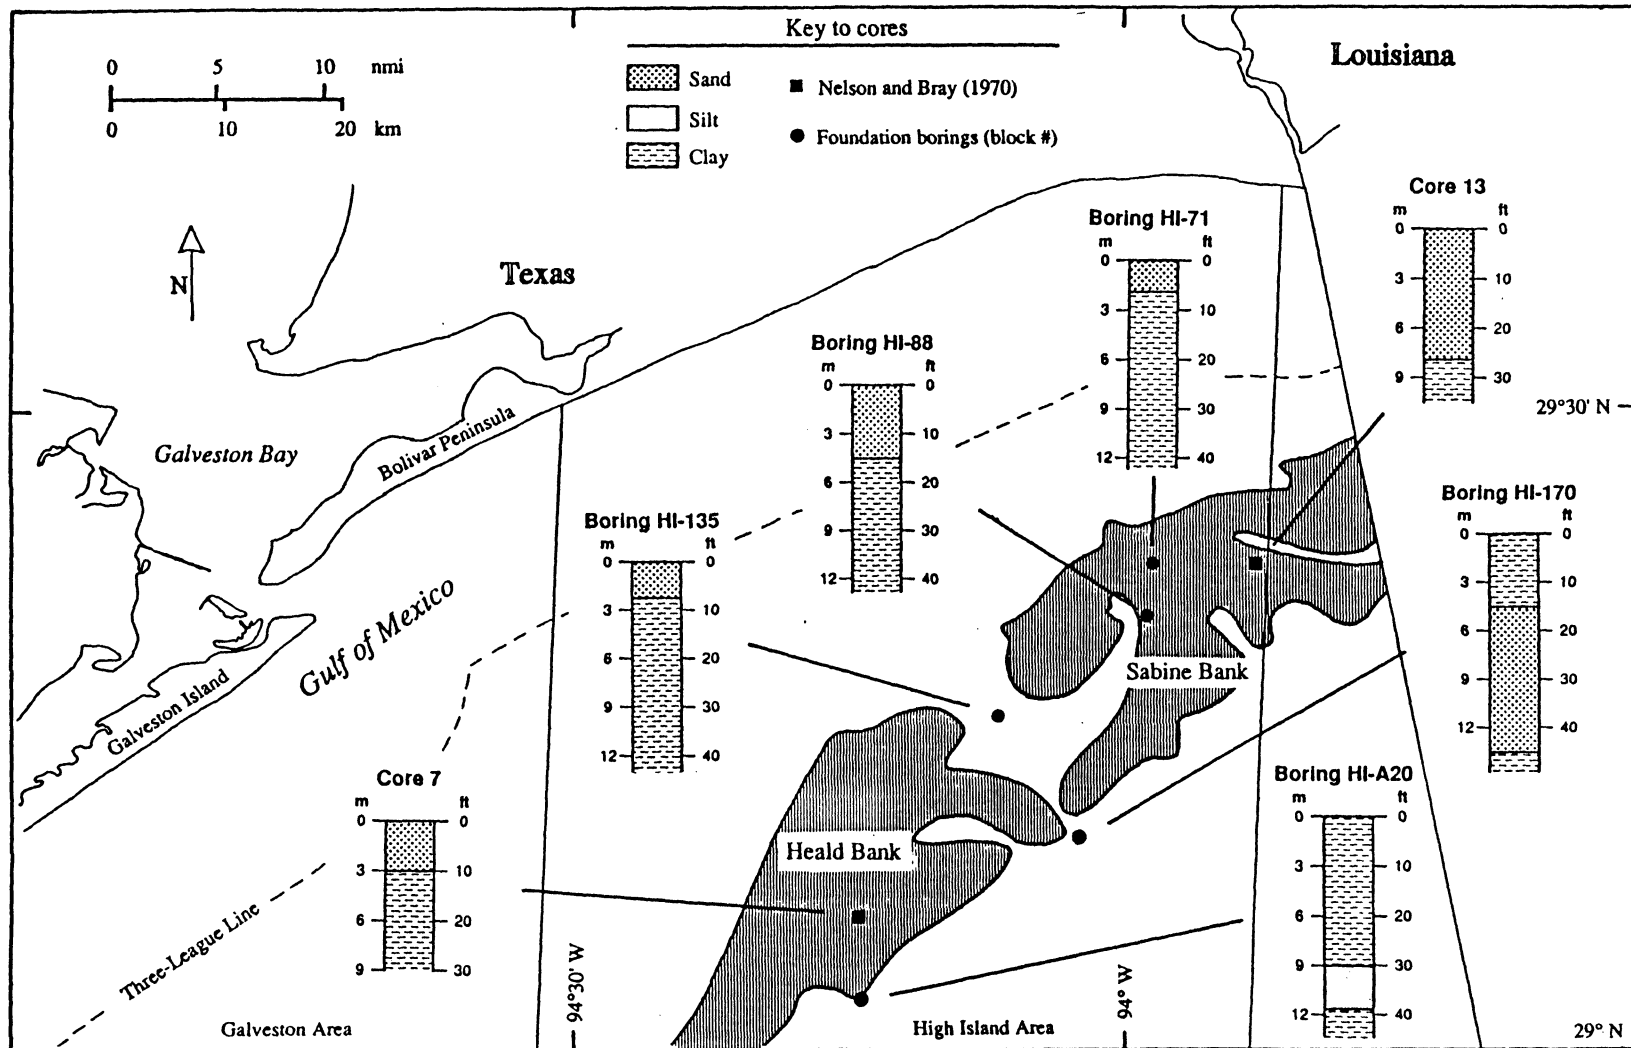 Key to cores
Sand
Silt
Clay
Nelson and Bray (1970)
Foundation borings (block #)
0 5 10 nmi
0 10 20 km
N
Texas
Louisiana
Galveston Bay
Bolivar Peninsula
Gulf of Mexico
Galveston Island
Three-League Line
Galveston Area
High Island Area
Sabine Bank
Heald Bank
94°30' W
94° W
29°30' N
29° N
Core 13
m ft
0 0
3 10
6 20
9 30
Boring HI-71
m ft
0 0
3 10
6 20
9 30
12 40
Boring HI-88
m ft
0 0
3 10
6 20
9 30
12 40
Boring HI-135
m ft
0 0
3 10
6 20
9 30
12 40
Boring HI-170
m ft
0 0
3 10
6 20
9 30
12 40
Core 7
m ft
0 0
3 10
6 20
9 30
Boring HI-A20
m ft
0 0
3 10
6 20
9 30
12 40